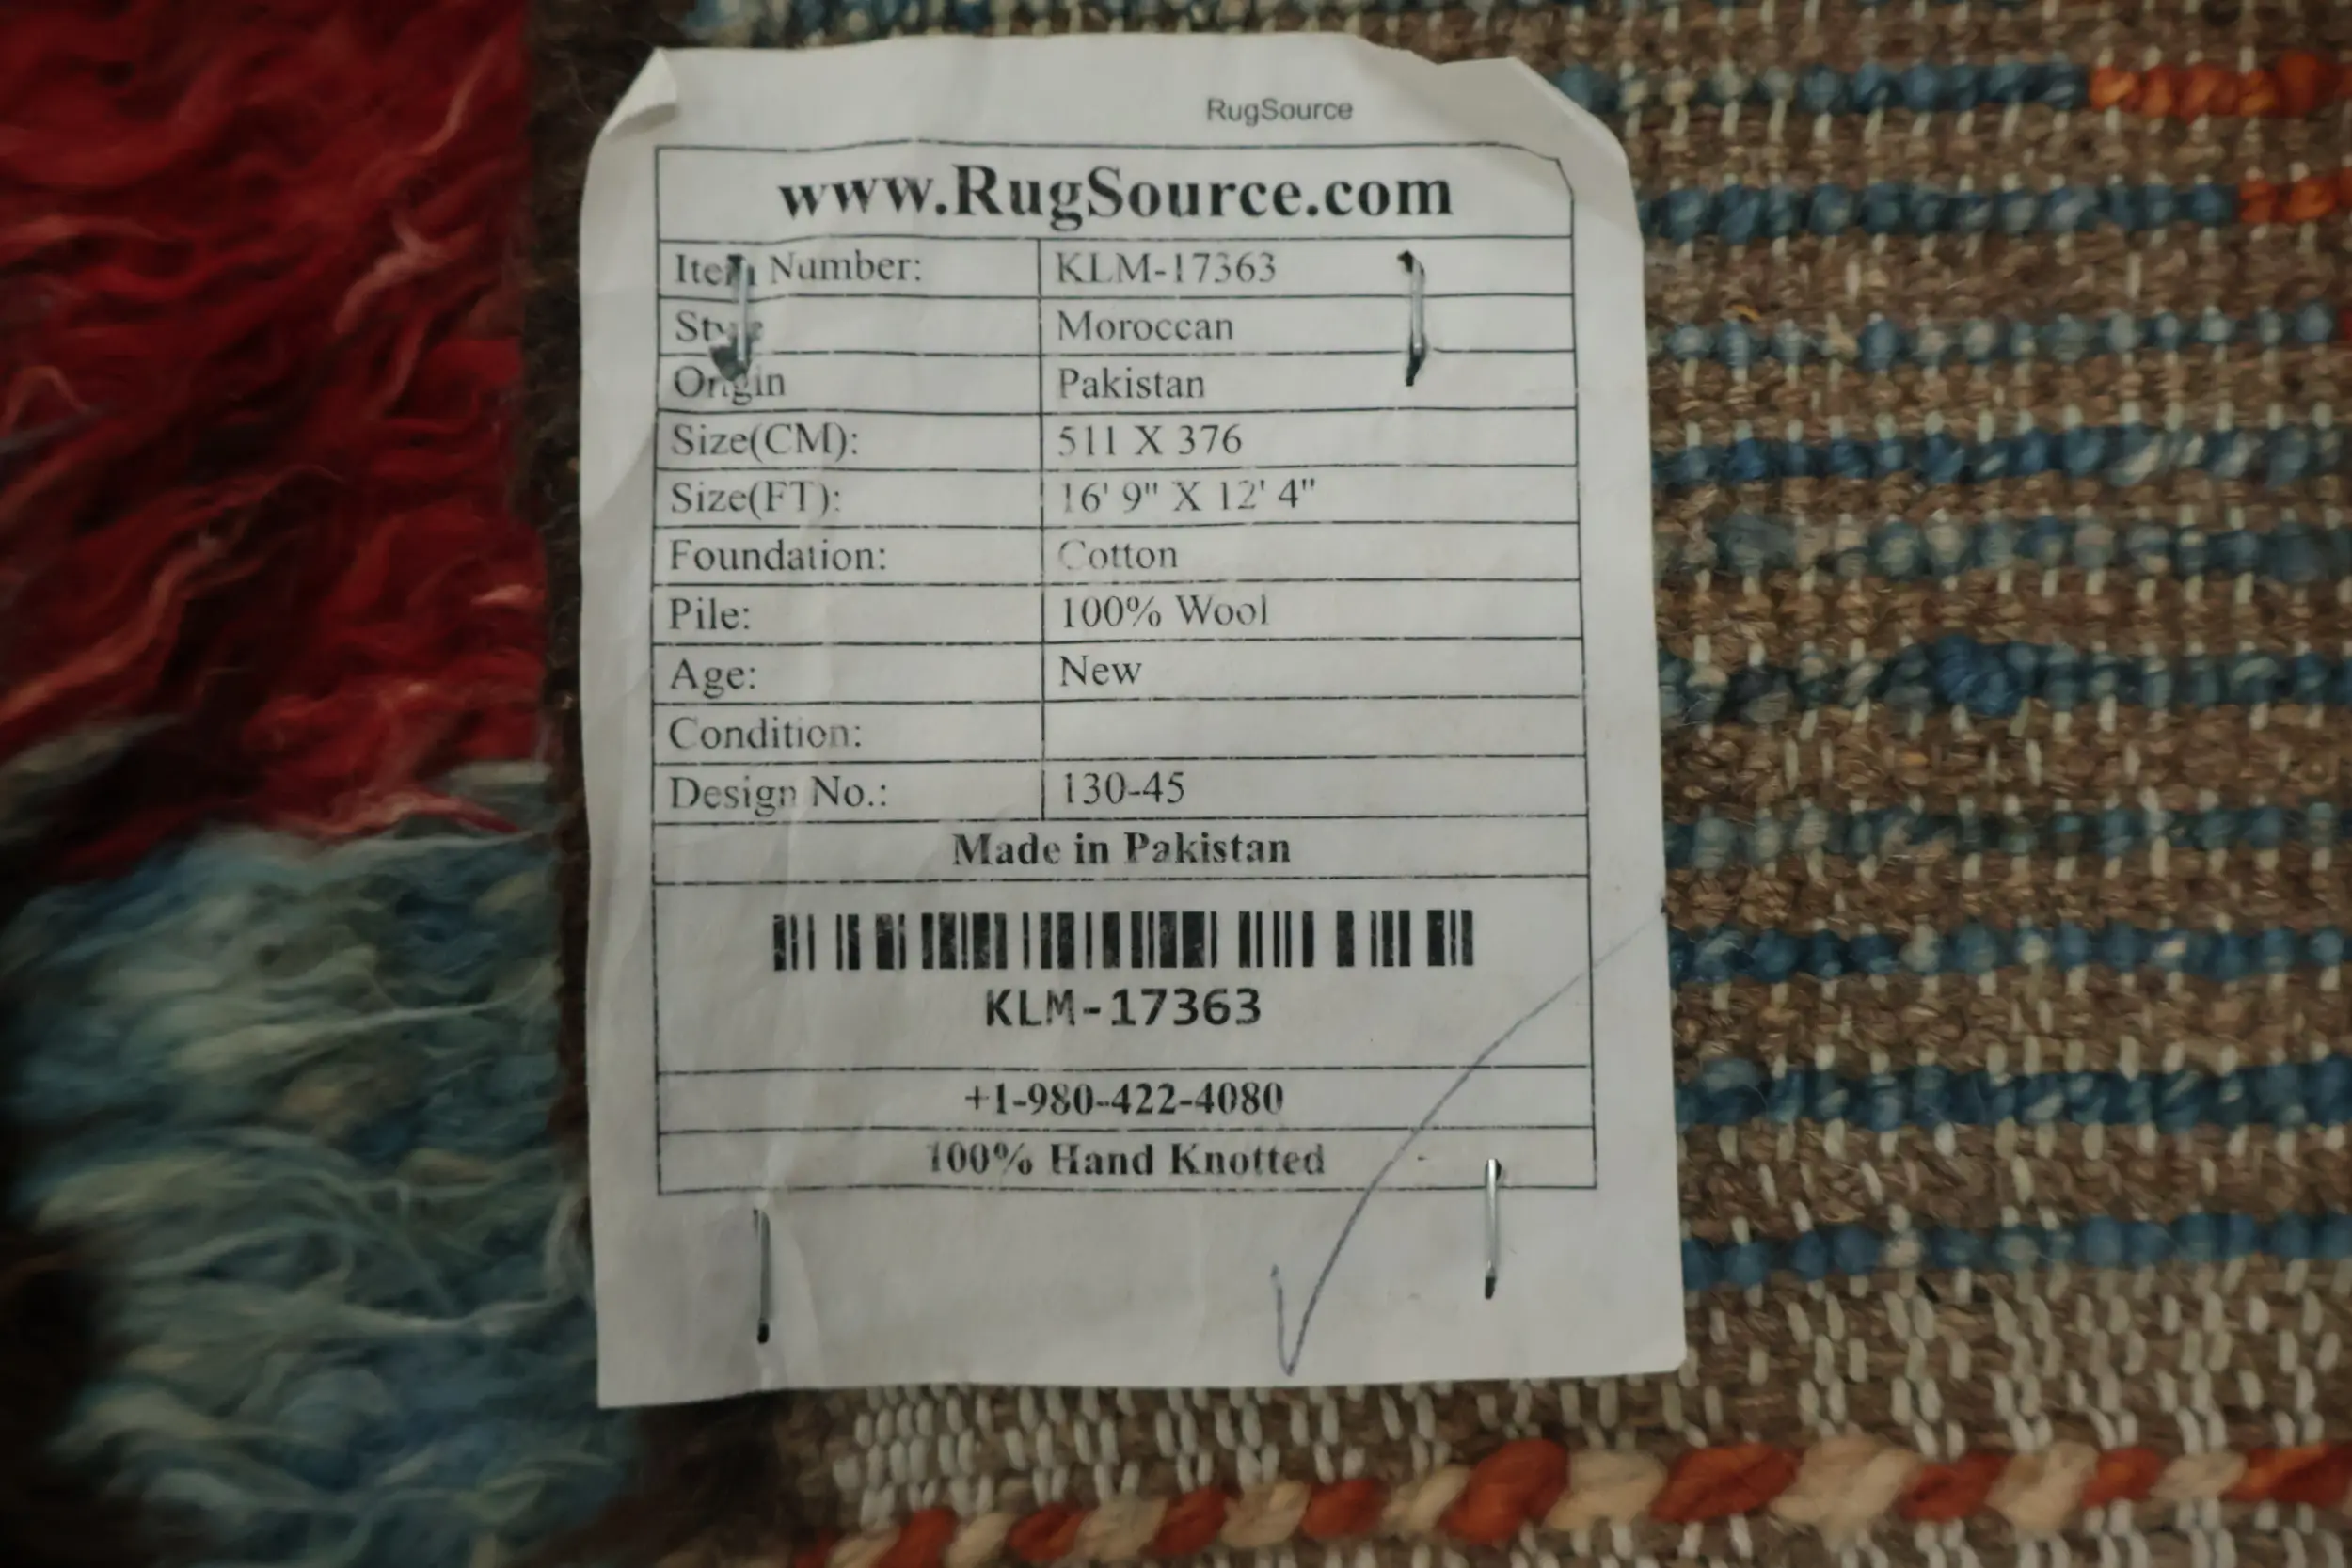 RugSource
www.RugSource.com
Item Number: KLM-17363
Style Moroccan
Origin Pakistan
Size(CM): 511 X 376
Size(FT): 16' 9" X 12' 4"
Foundation: Cotton
Pile: 100% Wool
Age: New
Condition:
Design No.: 130-45
Made in Pakistan
KLM-17363
+1-980-422-4080
100% Hand Knotted